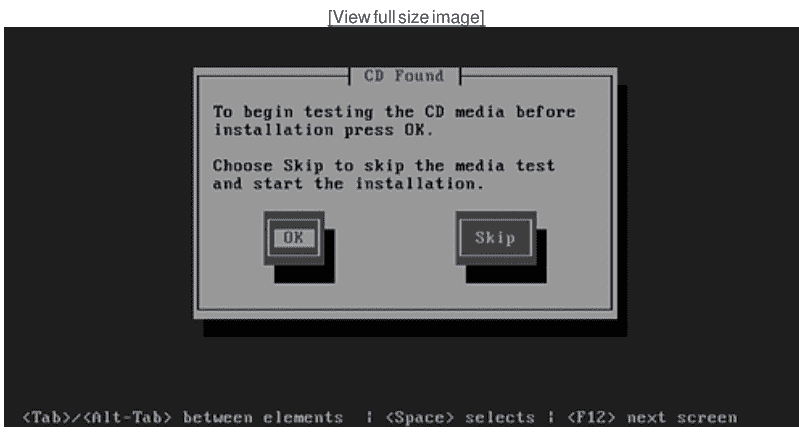 [View full size image]
CD Found
To begin testing the CD media before
installation press OK.
Choose Skip to skip the media test
and start the installation.
OK
Skip
<Tab>/<Alt-Tab> between elements | <Space> selects | <F12> next screen